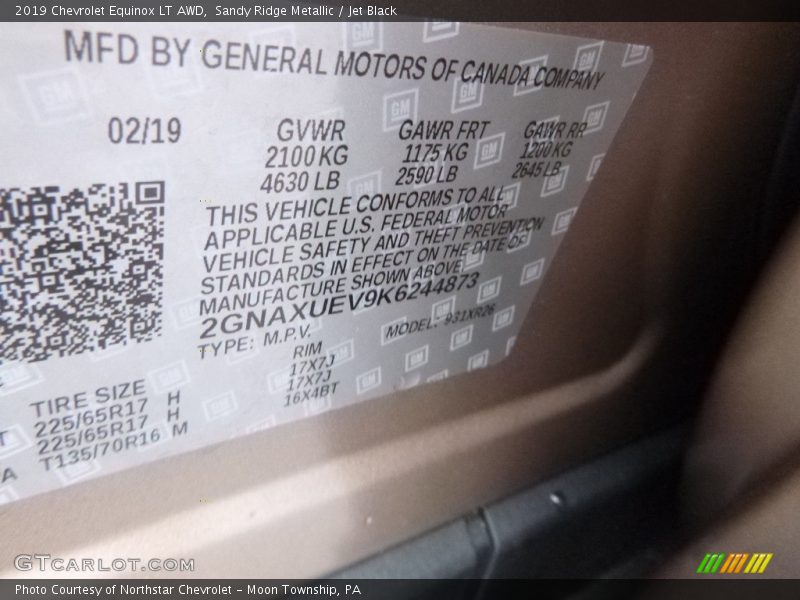 2019 Chevrolet Equinox LT AWD, Sandy Ridge Metallic / Jet Black
MFD BY GENERAL MOTORS OF CANADA COMPANY
02/19 GVWR GAWR FRT GAWR RR
2100 KG 1175 KG 1200 KG
4630 LB 2590 LB 2645 LB
THIS VEHICLE CONFORMS TO ALL
APPLICABLE U.S. FEDERAL MOTOR
VEHICLE SAFETY AND THEFT PREVENTION
STANDARDS IN EFFECT ON THE DATE OF
MANUFACTURE SHOWN ABOVE
2GNAXUEV9K6244873
TYPE: M.P.V. MODEL: 931XR26
TIRE SIZE RIM
225/65R17 H 17X7J
225/65R17 H 17X7J
T135/70R16 M 16X4BT
GTCARLOT.COM
Photo Courtesy of Northstar Chevrolet - Moon Township, PA